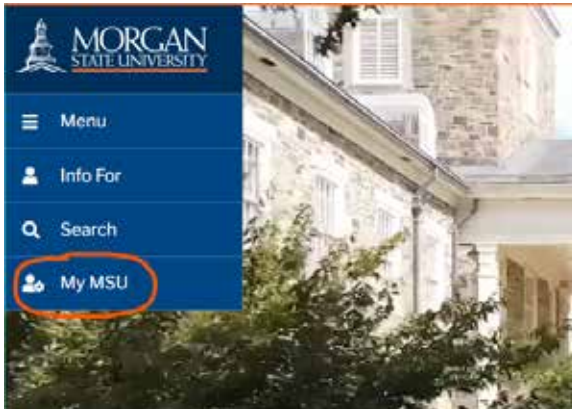 MORGAN
STATE UNIVERSITY
Menu
Info For
Search
My MSU